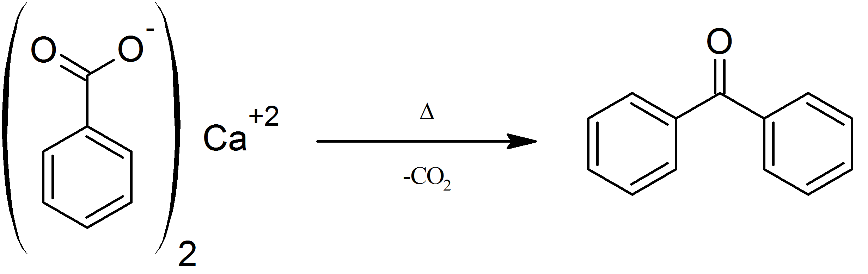 O O-
Ca+2
2
Δ
-CO2
O